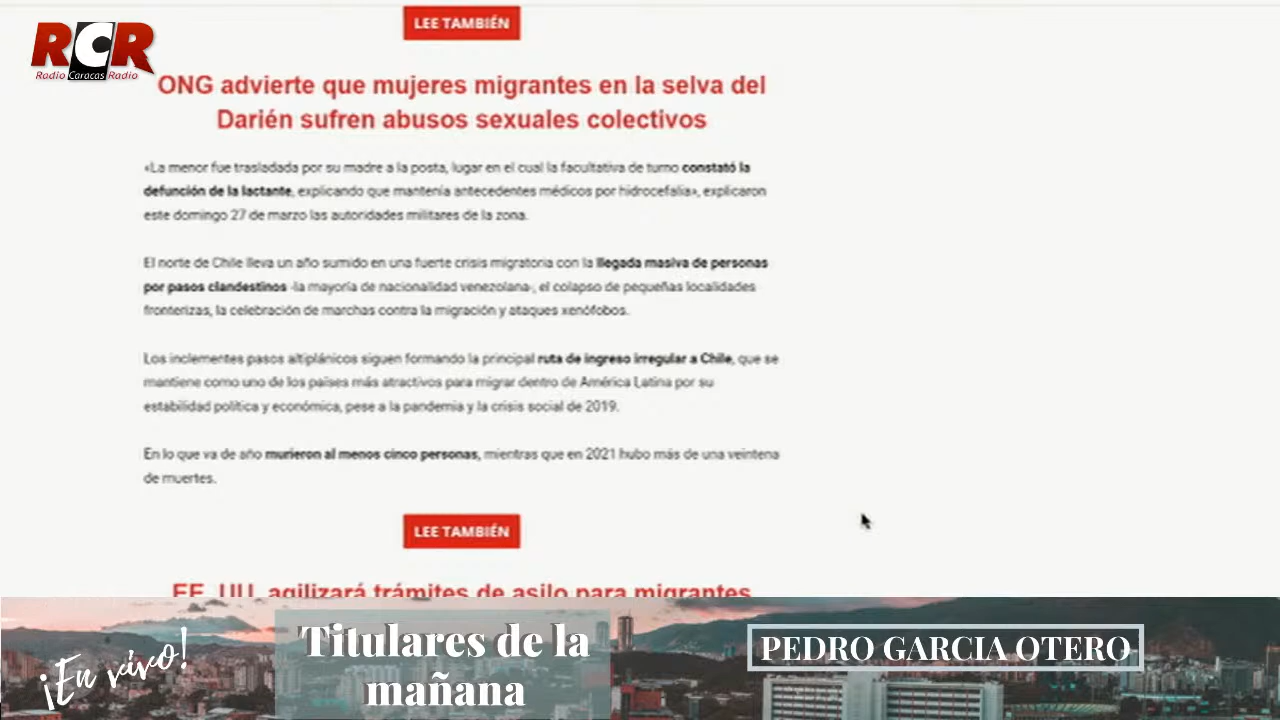 RCR
Radio Caracas Radio
LEE TAMBIÉN
ONG advierte que mujeres migrantes en la selva del
Darién sufren abusos sexuales colectivos
«La menor fue trasladada por su madre a la posta, lugar en el cual la facultativa de turno constató la
defunción de la lactante, explicando que mantenía antecedentes médicos por hidrocefalia», explicaron
este domingo 27 de marzo las autoridades militares de la zona.
El norte de Chile lleva un año sumido en una fuerte crisis migratoria con la llegada masiva de personas
por pasos clandestinos -la mayoría de nacionalidad venezolana-, el colapso de pequeñas localidades
fronterizas, la celebración de marchas contra la migración y ataques xenófobos.
Los inclementes pasos altiplánicos siguen formando la principal ruta de ingreso irregular a Chile, que se
mantiene como uno de los países más atractivos para migrar dentro de América Latina por su
estabilidad política y económica, pese a la pandemia y la crisis social de 2019.
En lo que va de año murieron al menos cinco personas, mientras que en 2021 hubo más de una veintena
de muertes.
LEE TAMBIÉN
EE. UU. agilizará trámites de asilo para migrantes
¡En vivo!
Titulares de la
mañana
PEDRO GARCIA OTERO